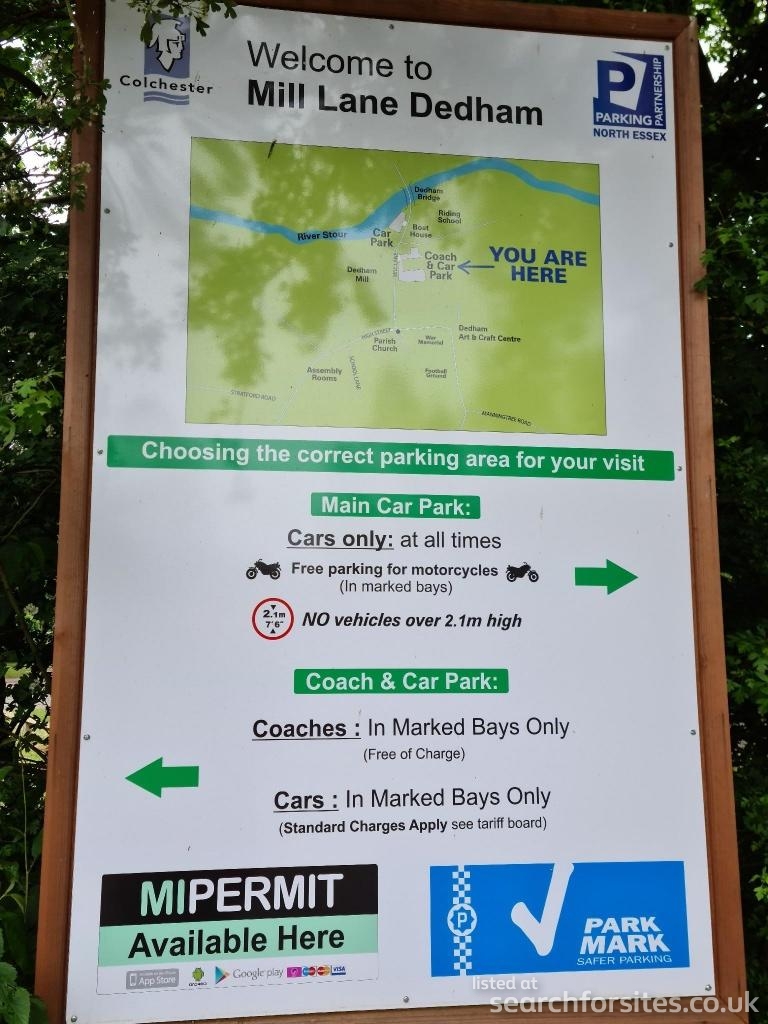 Colchester
Welcome to
Mill Lane Dedham
P
PARKING
PARTNERSHIP
NORTH ESSEX
Dedham
Bridge
Riding
School
River Stour
Car
Park
Boat
House
Coach
& Car
Park
YOU ARE
HERE
Dedham
Mill
MILL LANE
HIGH STREET
Parish
Church
War
Memorial
Dedham
Art & Craft Centre
Assembly
Rooms
SCHOOL LANE
Football
Ground
STRATFORD ROAD
MANNINGTREE ROAD
Choosing the correct parking area for your visit
Main Car Park:
Cars only: at all times
Free parking for motorcycles
(In marked bays)
2.1m
7'6"
NO vehicles over 2.1m high
Coach & Car Park:
Coaches : In Marked Bays Only
(Free of Charge)
Cars : In Marked Bays Only
(Standard Charges Apply see tariff board)
MIPERMIT
Available Here
App Store
ANDROID
Google play
VISA
P
PARK
MARK
SAFER PARKING
listed at
searchforsites.co.uk